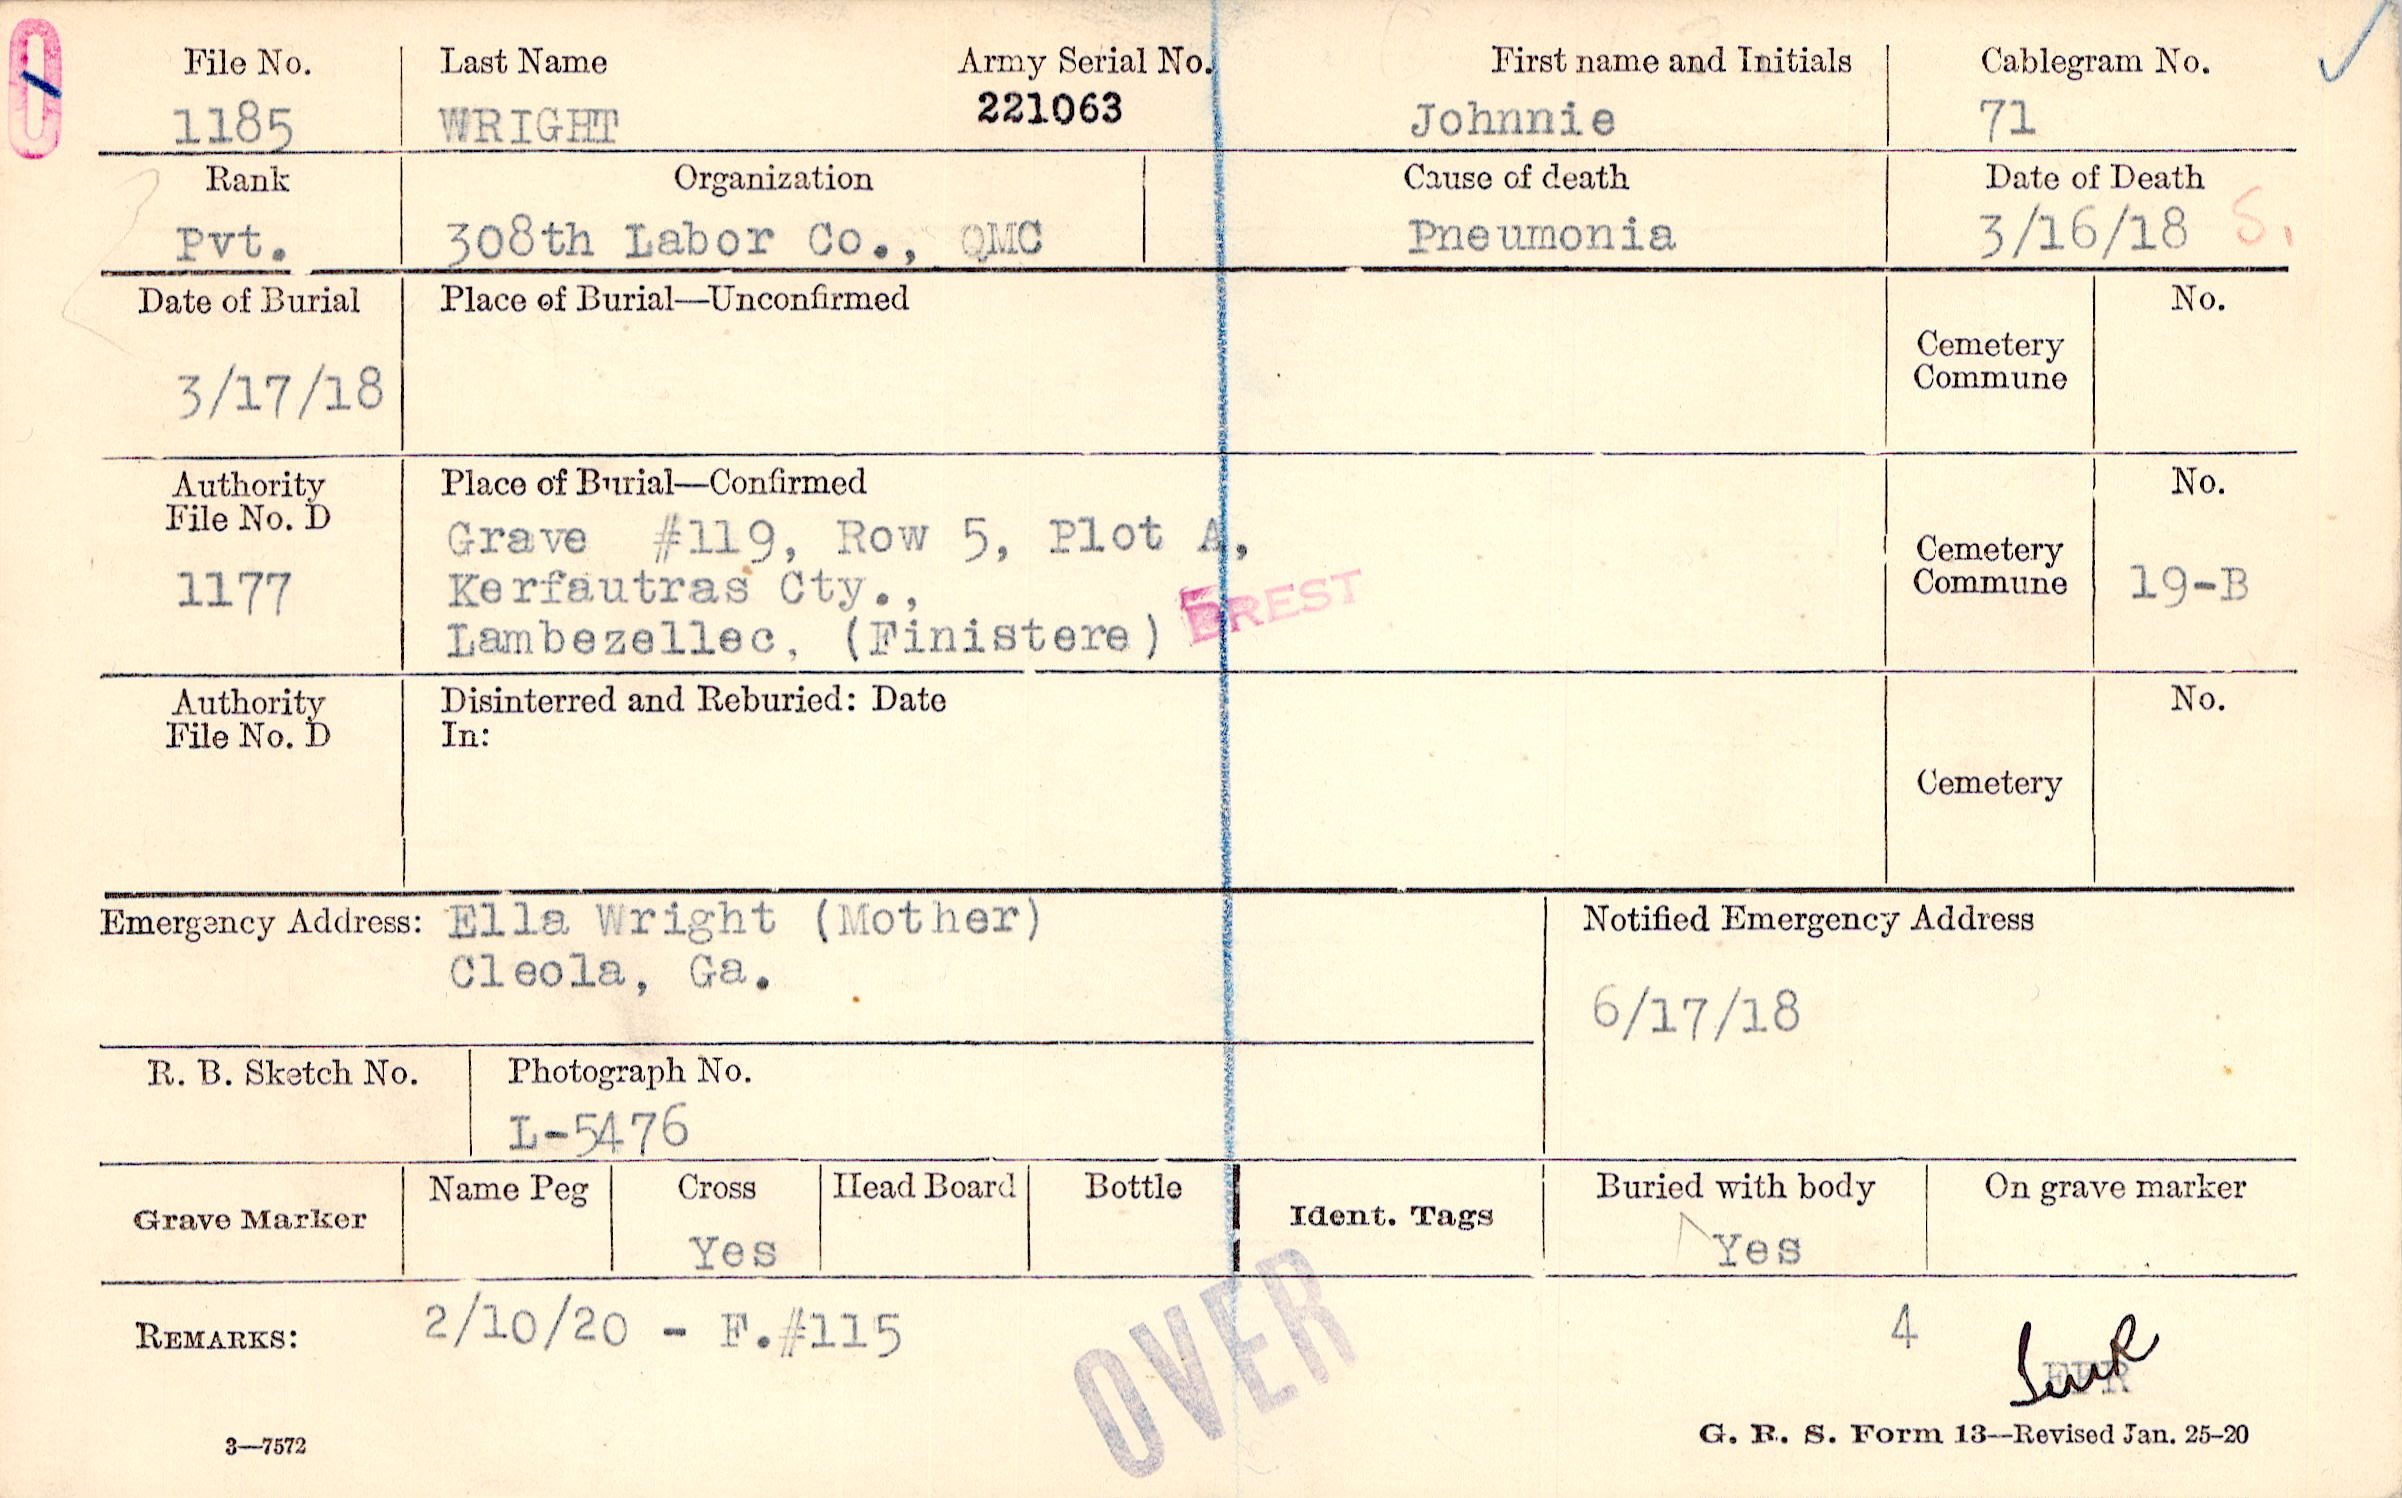 File No. Last Name Army Serial No. First name and Initials Cablegram No.
1185 WRIGHT 221063 Johnnie 71
Rank Organization Cause of death Date of Death
Pvt. 308th Labor Co., QMC Pneumonia 3/16/18 S.
Date of Burial Place of Burial—Unconfirmed No.
Cemetery
Commune
3/17/18
Authority Place of Burial—Confirmed No.
File No. D
Grave #119, Row 5, Plot A,
Cemetery
1177 Kerfautras Cty., Commune 19-B
BREST
Lambezellec, (Finistere)
Authority Disinterred and Reburied: Date No.
File No. D In:
Cemetery
Emergency Address: Ella Wright (Mother) Notified Emergency Address
Cleola, Ga.
6/17/18
R. B. Sketch No. Photograph No.
L-5476
Grave Marker Name Peg Cross Head Board Bottle Ident. Tags Buried with body On grave marker
Yes Yes
REMARKS: 2/10/20 - F.#115 4
OVER
3—7572 G. R. S. Form 13—Revised Jan. 25-20